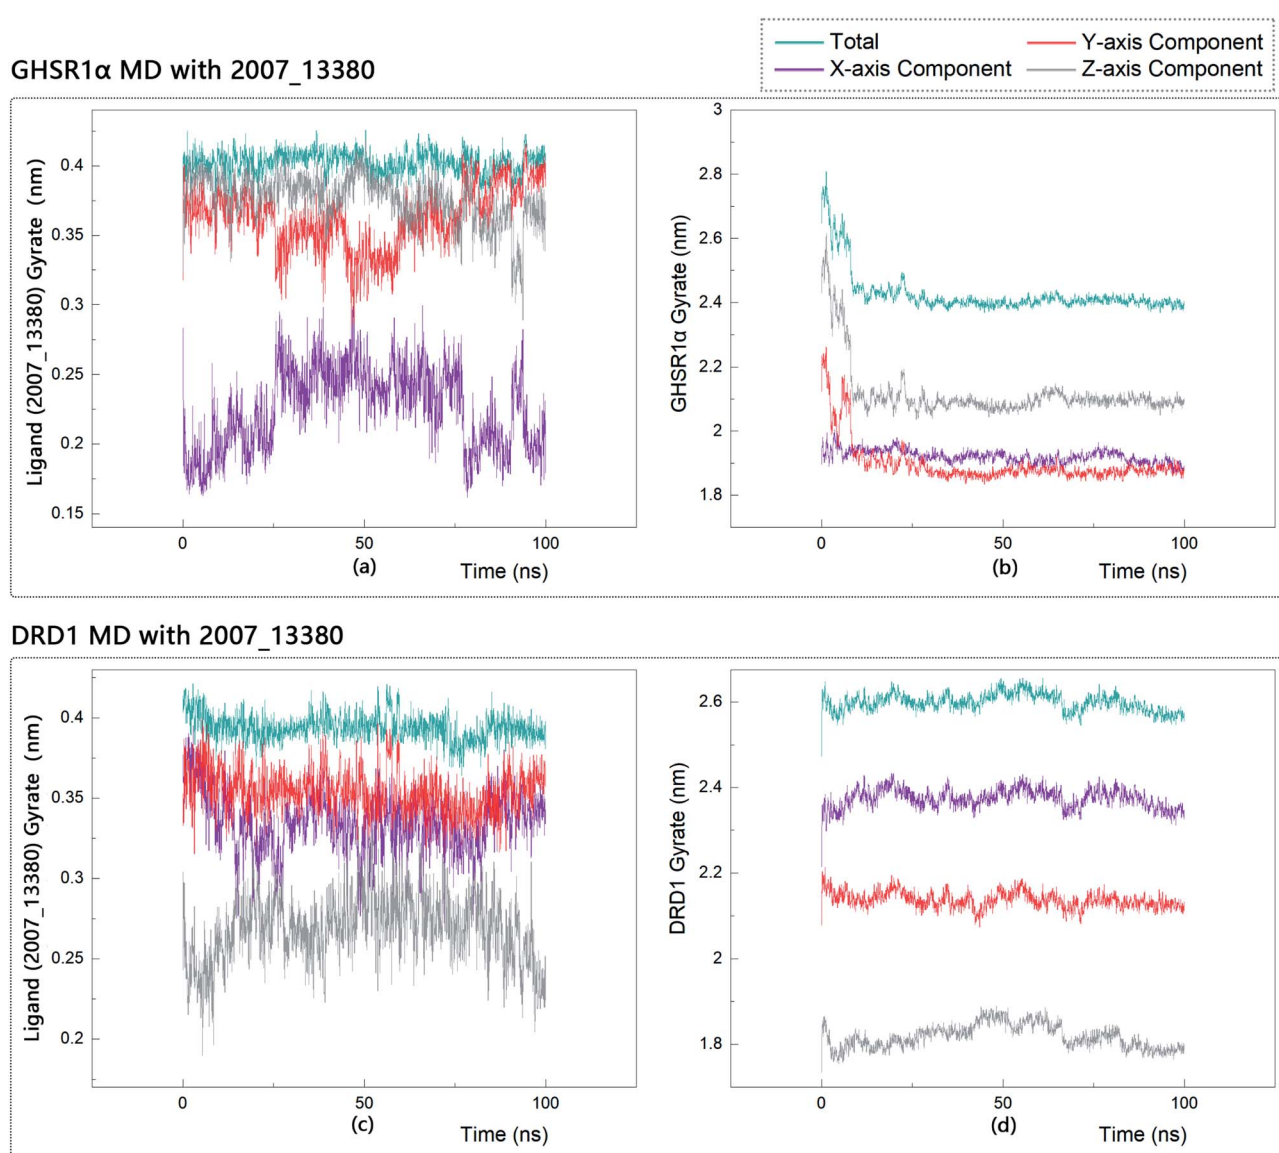 Total
Y-axis Component
X-axis Component
Z-axis Component
GHSR1α MD with 2007_13380
Ligand (2007_13380) Gyrate (nm)
0.4
0.35
0.3
0.25
0.2
0.15
0
50
100
(a)
Time (ns)
GHSR1α Gyrate (nm)
3
2.8
2.6
2.4
2.2
2
1.8
0
50
100
(b)
Time (ns)
DRD1 MD with 2007_13380
Ligand (2007_13380) Gyrate (nm)
0.4
0.35
0.3
0.25
0.2
0
50
100
(c)
Time (ns)
DRD1 Gyrate (nm)
2.6
2.4
2.2
2
1.8
0
50
100
(d)
Time (ns)